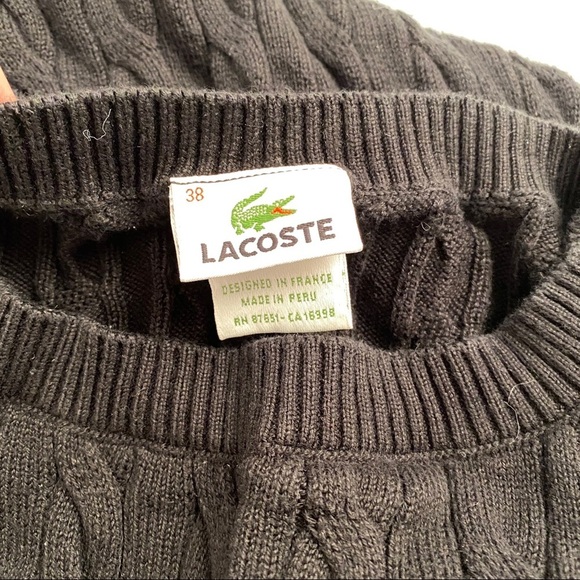 38
LACOSTE
DESIGNED IN FRANCE
MADE IN PERU
RN 87651-CA16998